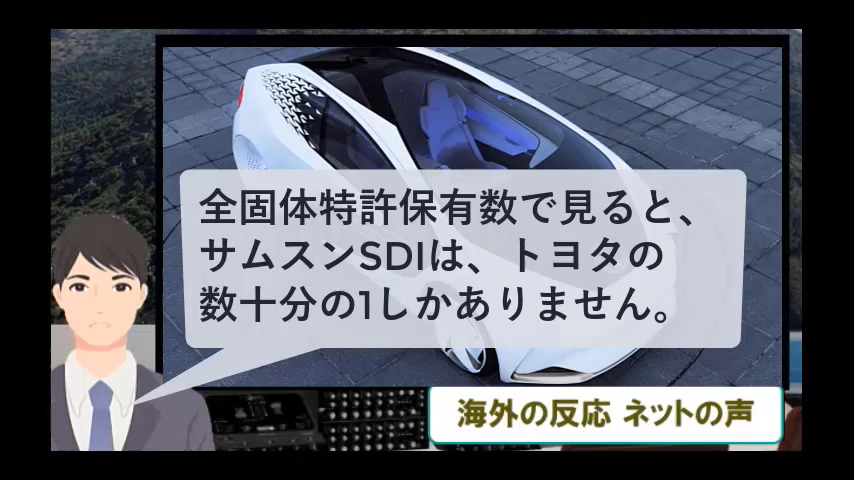 全固体特許保有数で見ると、
サムスンSDIは、トヨタの
数十分の1しかありません。
海外の反応 ネットの声